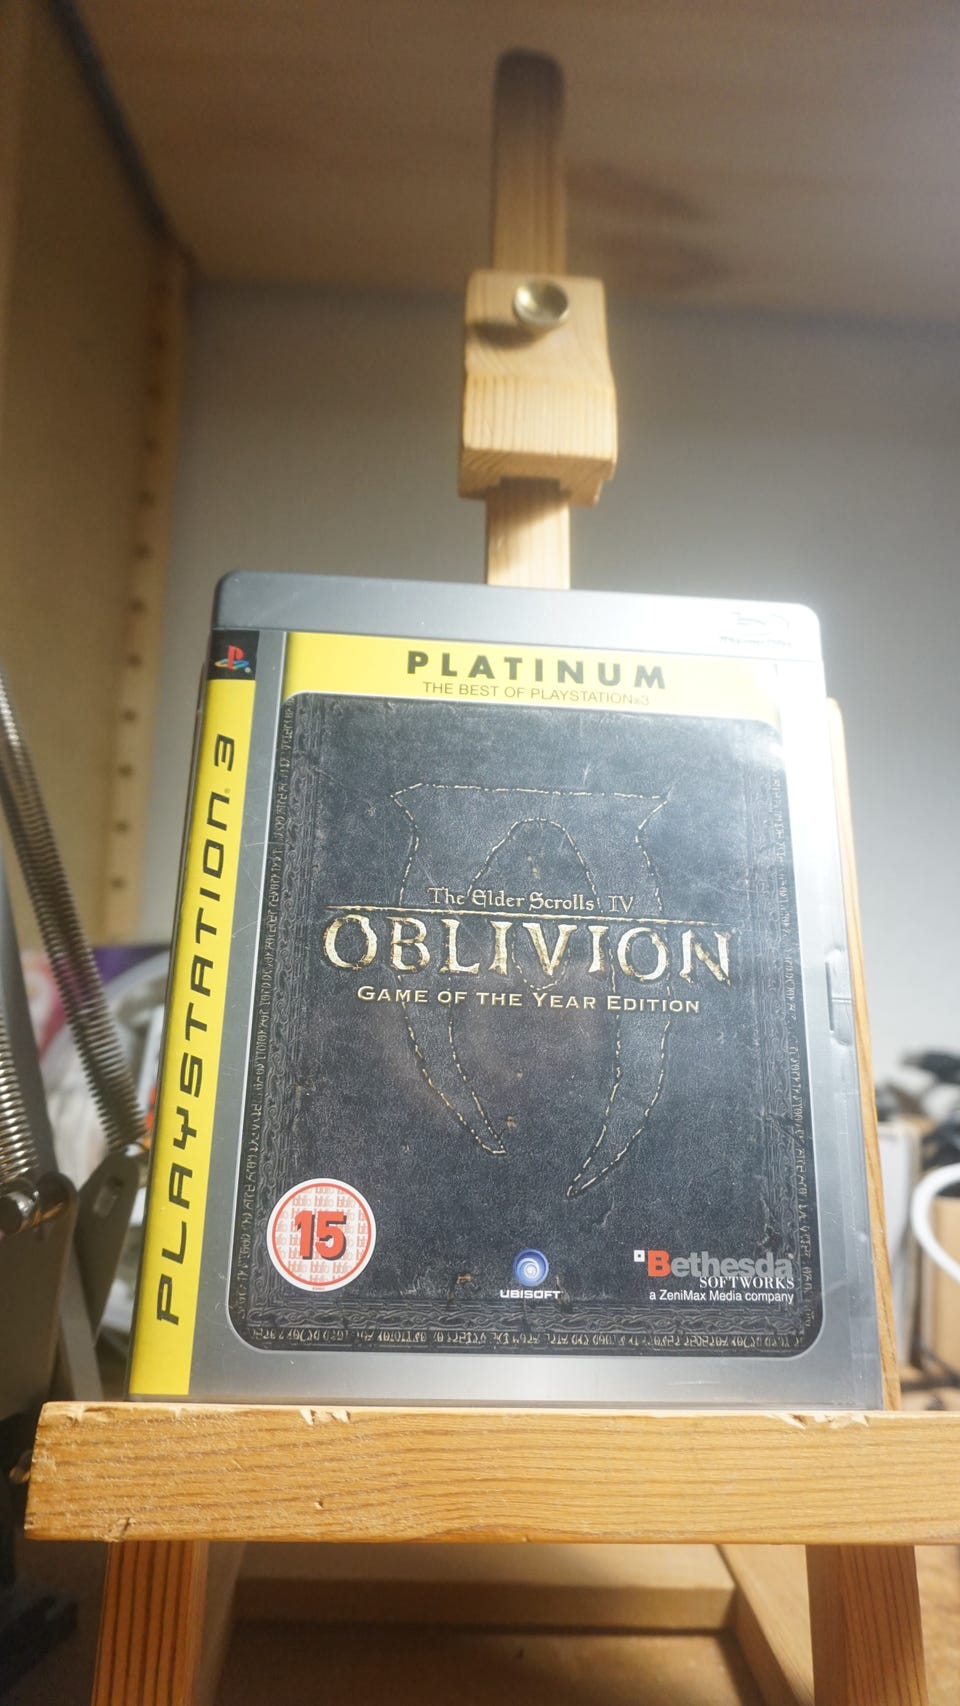 PLATINUM
THE BEST OF PLAYSTATION®3
PLAYSTATION® 3
The Elder Scrolls IV
OBLIVION
GAME OF THE YEAR EDITION
15
UBISOFT
Bethesda
SOFTWORKS
a ZeniMax Media company